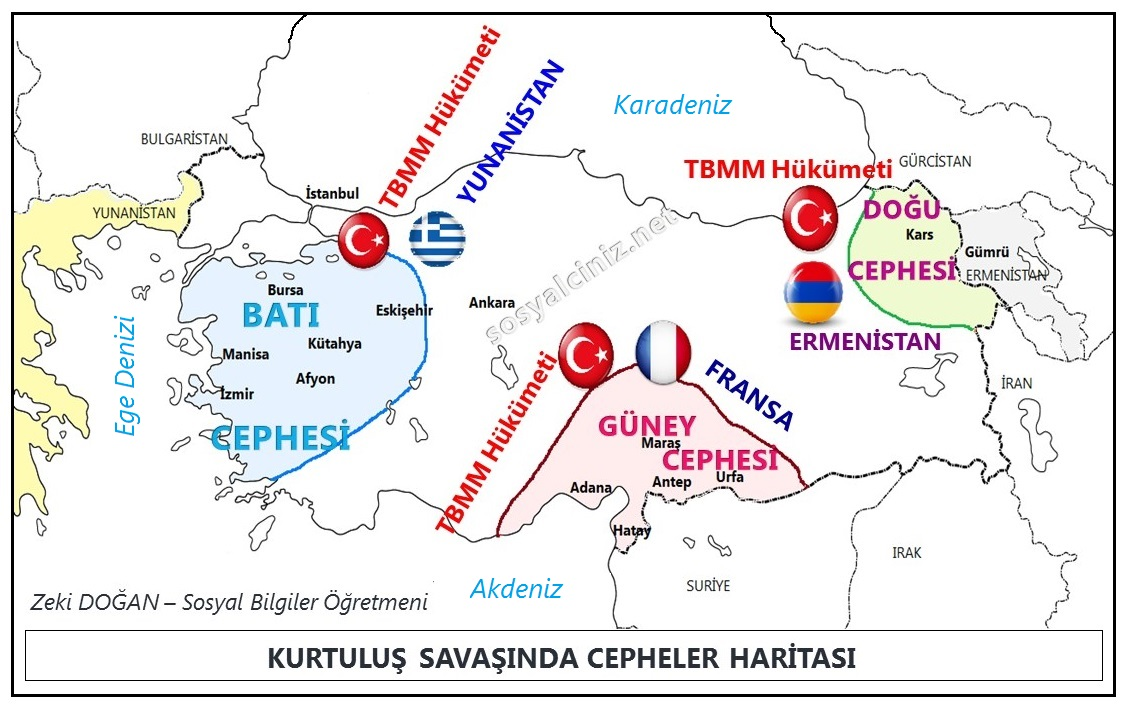 TBMM Hükümeti
YUNANİSTAN
Karadeniz
BULGARİSTAN
İstanbul
YUNANİSTAN
TBMM Hükümeti
GÜRCİSTAN
DOĞU
Kars
CEPHESİ
Gümrü
ERMENİSTAN
ERMENİSTAN
sosyalciniz.net
Bursa
BATI
Eskişehir
Ankara
Kütahya
Manisa
Afyon
İzmir
CEPHESİ
Ege Denizi
TBMM Hükümeti
FRANSA
GÜNEY
Maraş
CEPHESİ
Adana
Antep
Urfa
Hatay
İRAN
IRAK
SURİYE
Akdeniz
Zeki DOĞAN – Sosyal Bilgiler Öğretmeni
KURTULUŞ SAVAŞINDA CEPHELER HARİTASI